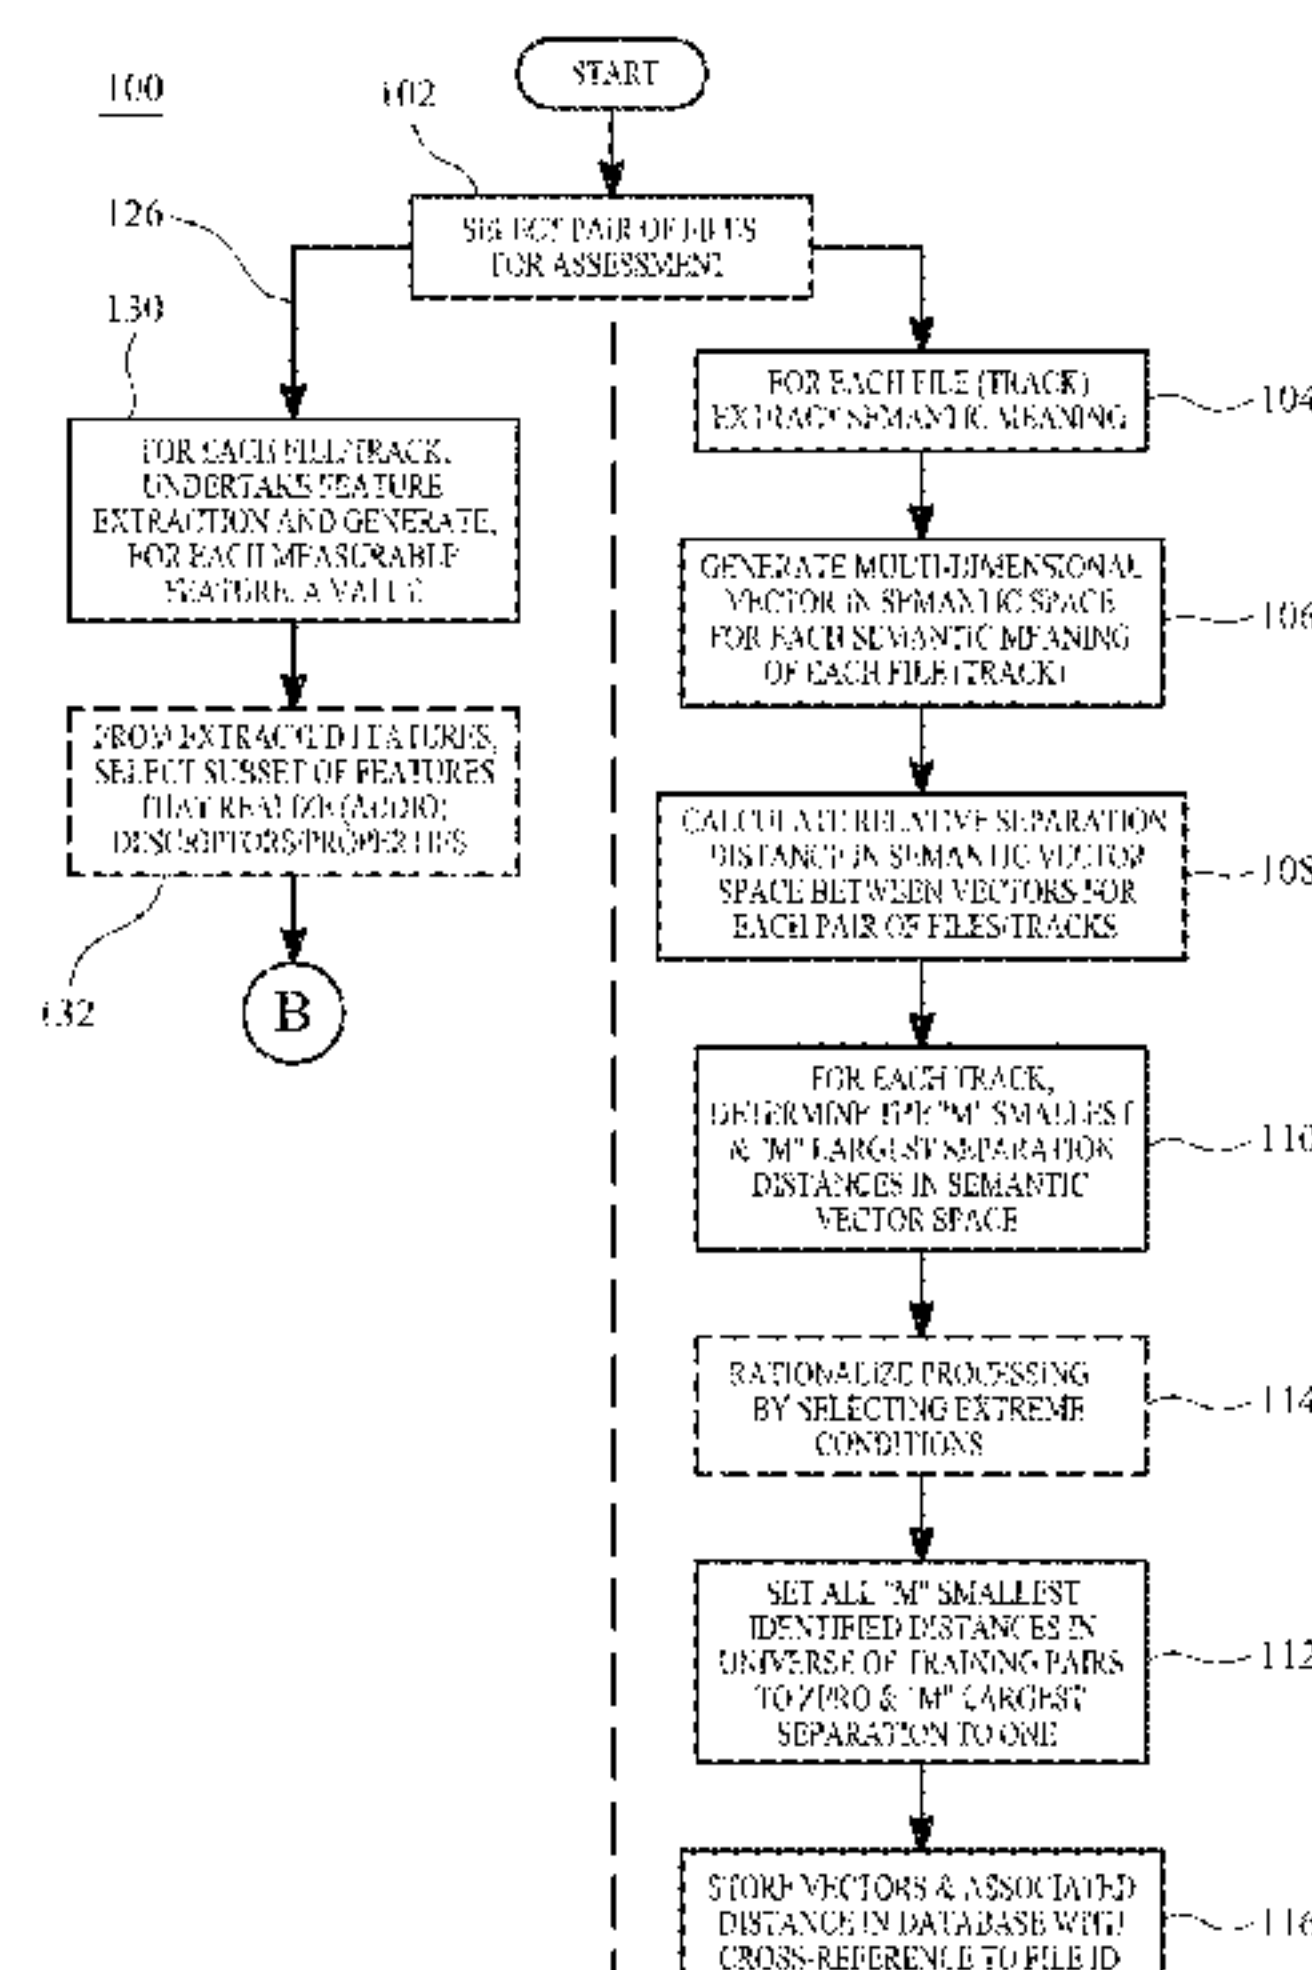 100
START
102
SELECT PAIR OF FILES
FOR ASSESSMENT
126
130
FOR EACH FILE/TRACK,
UNDERTAKE FEATURE
EXTRACTION AND GENERATE,
FOR EACH MEASURABLE
FEATURE, A VALUE
FROM EXTRACTED FEATURES,
SELECT SUBSET OF FEATURES
THAT REALIZE (AUDIO)
DESCRIPTORS/PROPERTIES
132
B
FOR EACH FILE (TRACK)
EXTRACT SEMANTIC MEANING
104
GENERATE MULTI-DIMENSIONAL
VECTOR IN SEMANTIC SPACE
FOR EACH SEMANTIC MEANING
OF EACH FILE (TRACK)
106
CALCULATE RELATIVE SEPARATION
DISTANCE IN SEMANTIC VECTOR
SPACE BETWEEN VECTORS FOR
EACH PAIR OF FILES/TRACKS
108
FOR EACH TRACK,
DETERMINE THE "M" SMALLEST
& "M" LARGEST SEPARATION
DISTANCES IN SEMANTIC
VECTOR SPACE
110
RATIONALIZE PROCESSING
BY SELECTING EXTREME
CONDITIONS
114
SET ALL "M" SMALLEST
IDENTIFIED DISTANCES IN
UNIVERSE OF TRAINING PAIRS
TO ZERO & "M" LARGEST
SEPARATION TO ONE
112
STORE VECTORS & ASSOCIATED
DISTANCE IN DATABASE WITH
CROSS-REFERENCE TO FILE ID
116